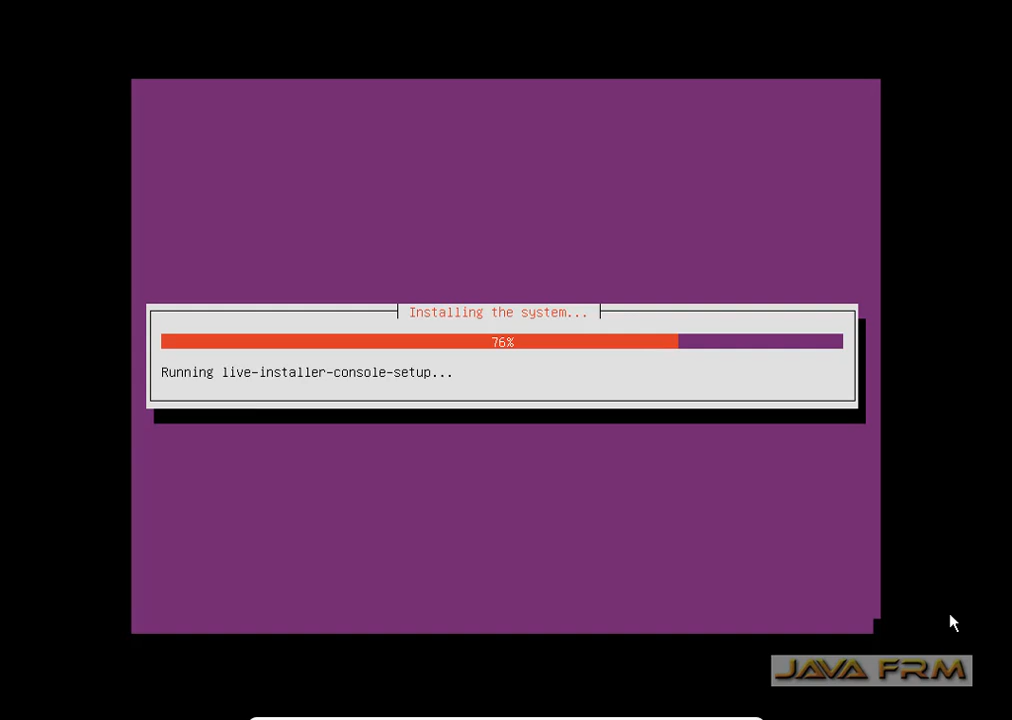 Installing the system...
76%
Running live-installer-console-setup...
JAVA FRM